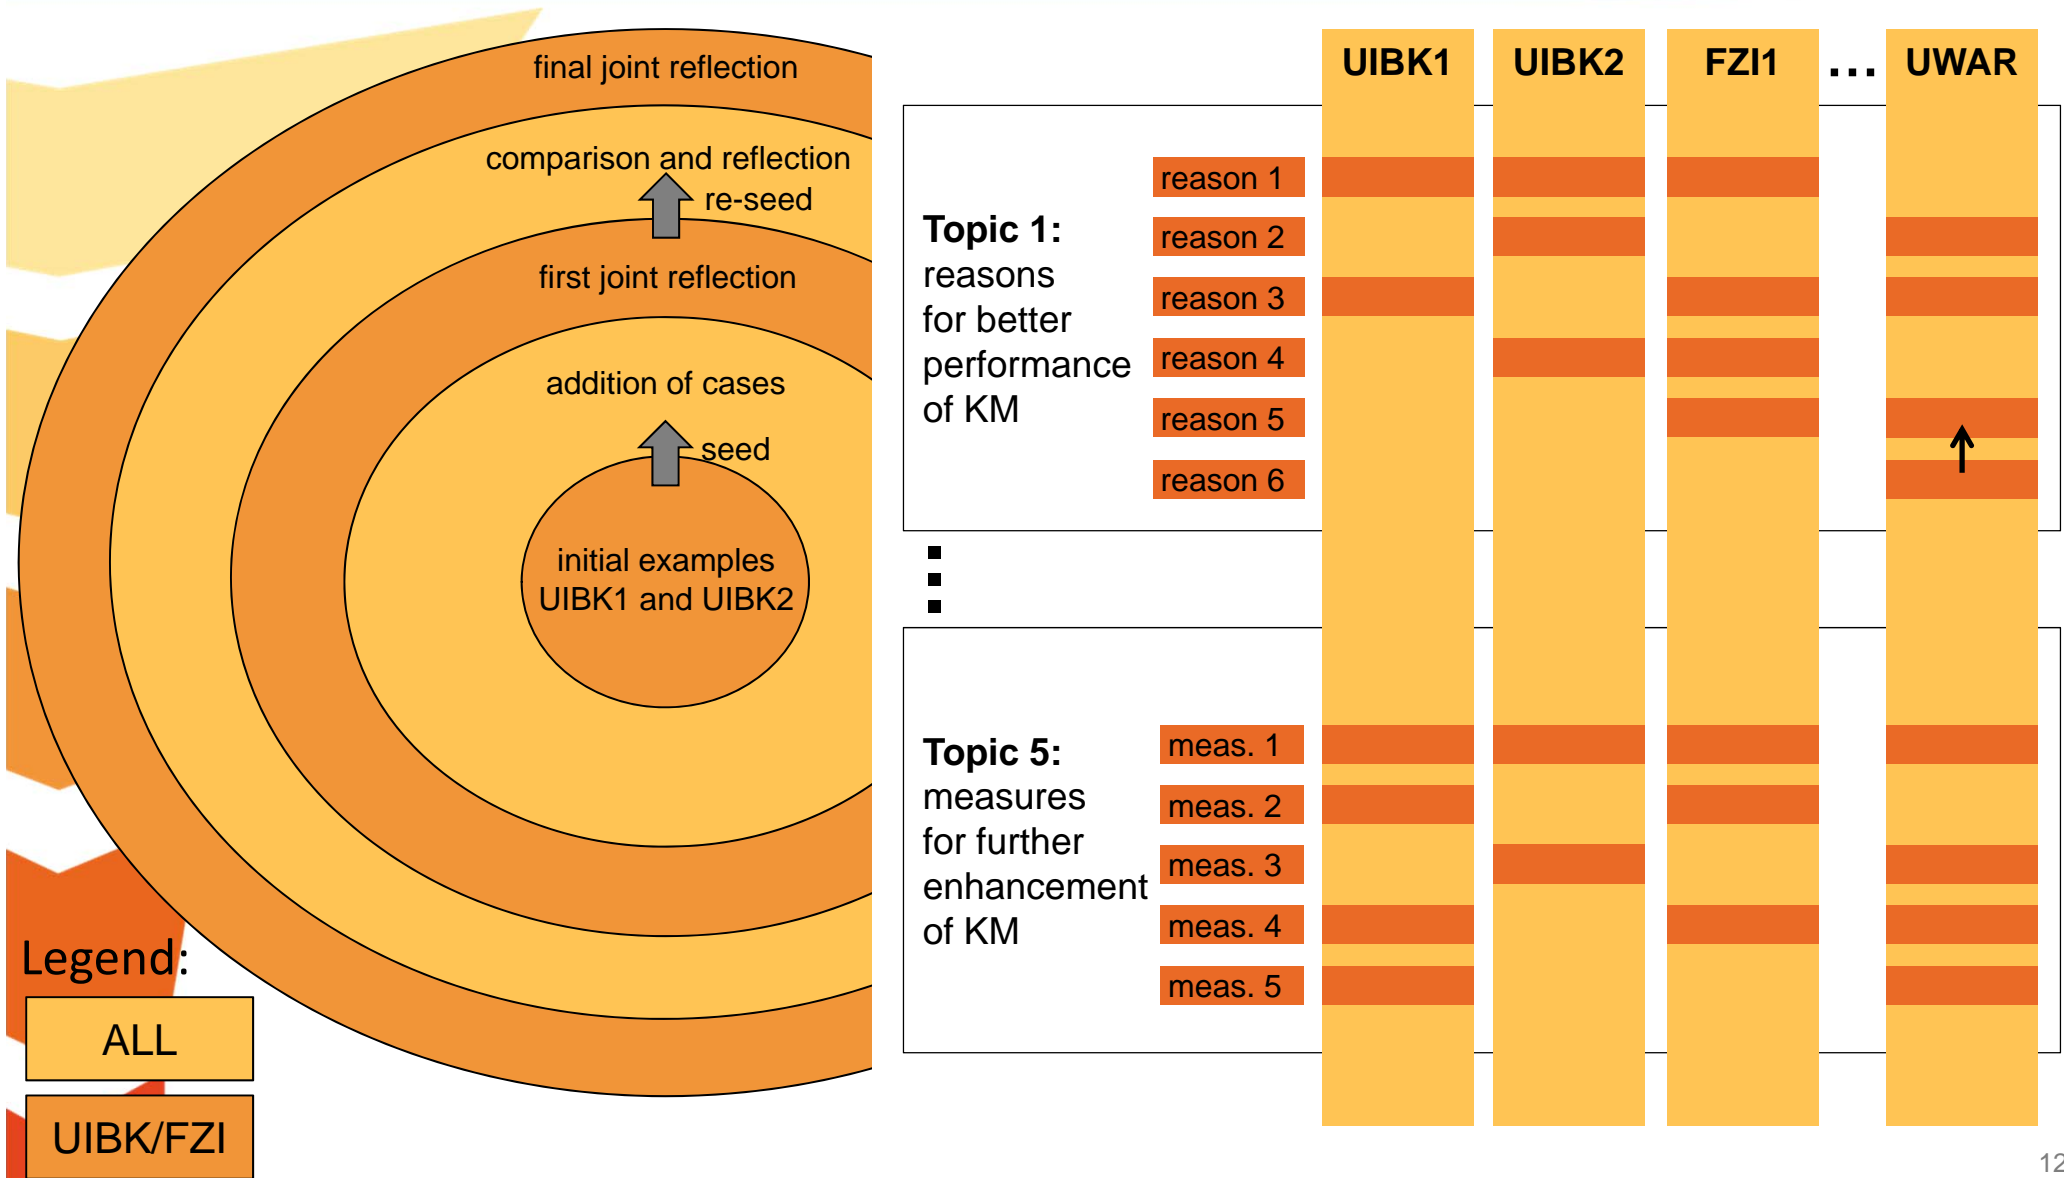 final joint reflection
comparison and reflection
re-seed
first joint reflection
addition of cases
seed
initial examples
UIBK1 and UIBK2
Legend:
ALL
UIBK/FZI
UIBK1 UIBK2 FZI1 ... UWAR
Topic 1:
reasons
for better
performance
of KM
reason 1
reason 2
reason 3
reason 4
reason 5
reason 6
Topic 5:
measures
for further
enhancement
of KM
meas. 1
meas. 2
meas. 3
meas. 4
meas. 5
12